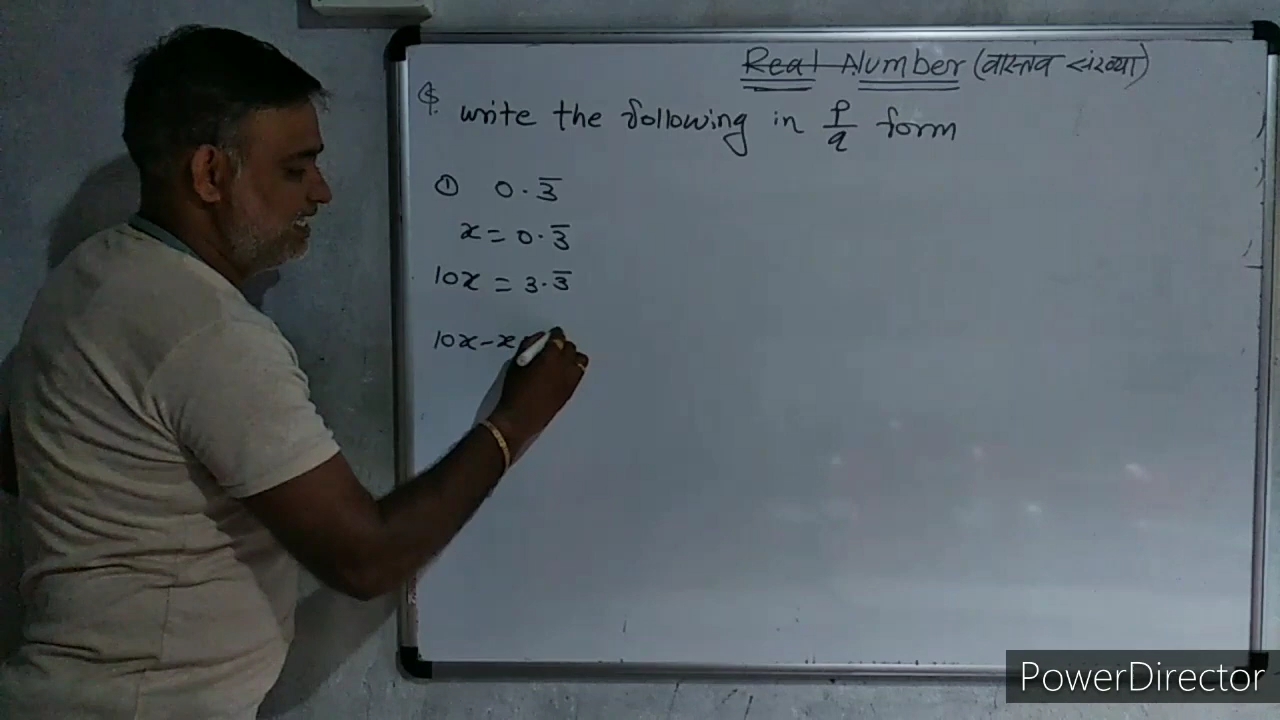 Real Number (वास्तव संख्या)
Q. Write the following in p/q form
① 0.3̅
x = 0.3̅
10x = 3.3̅
10x - x
PowerDirector